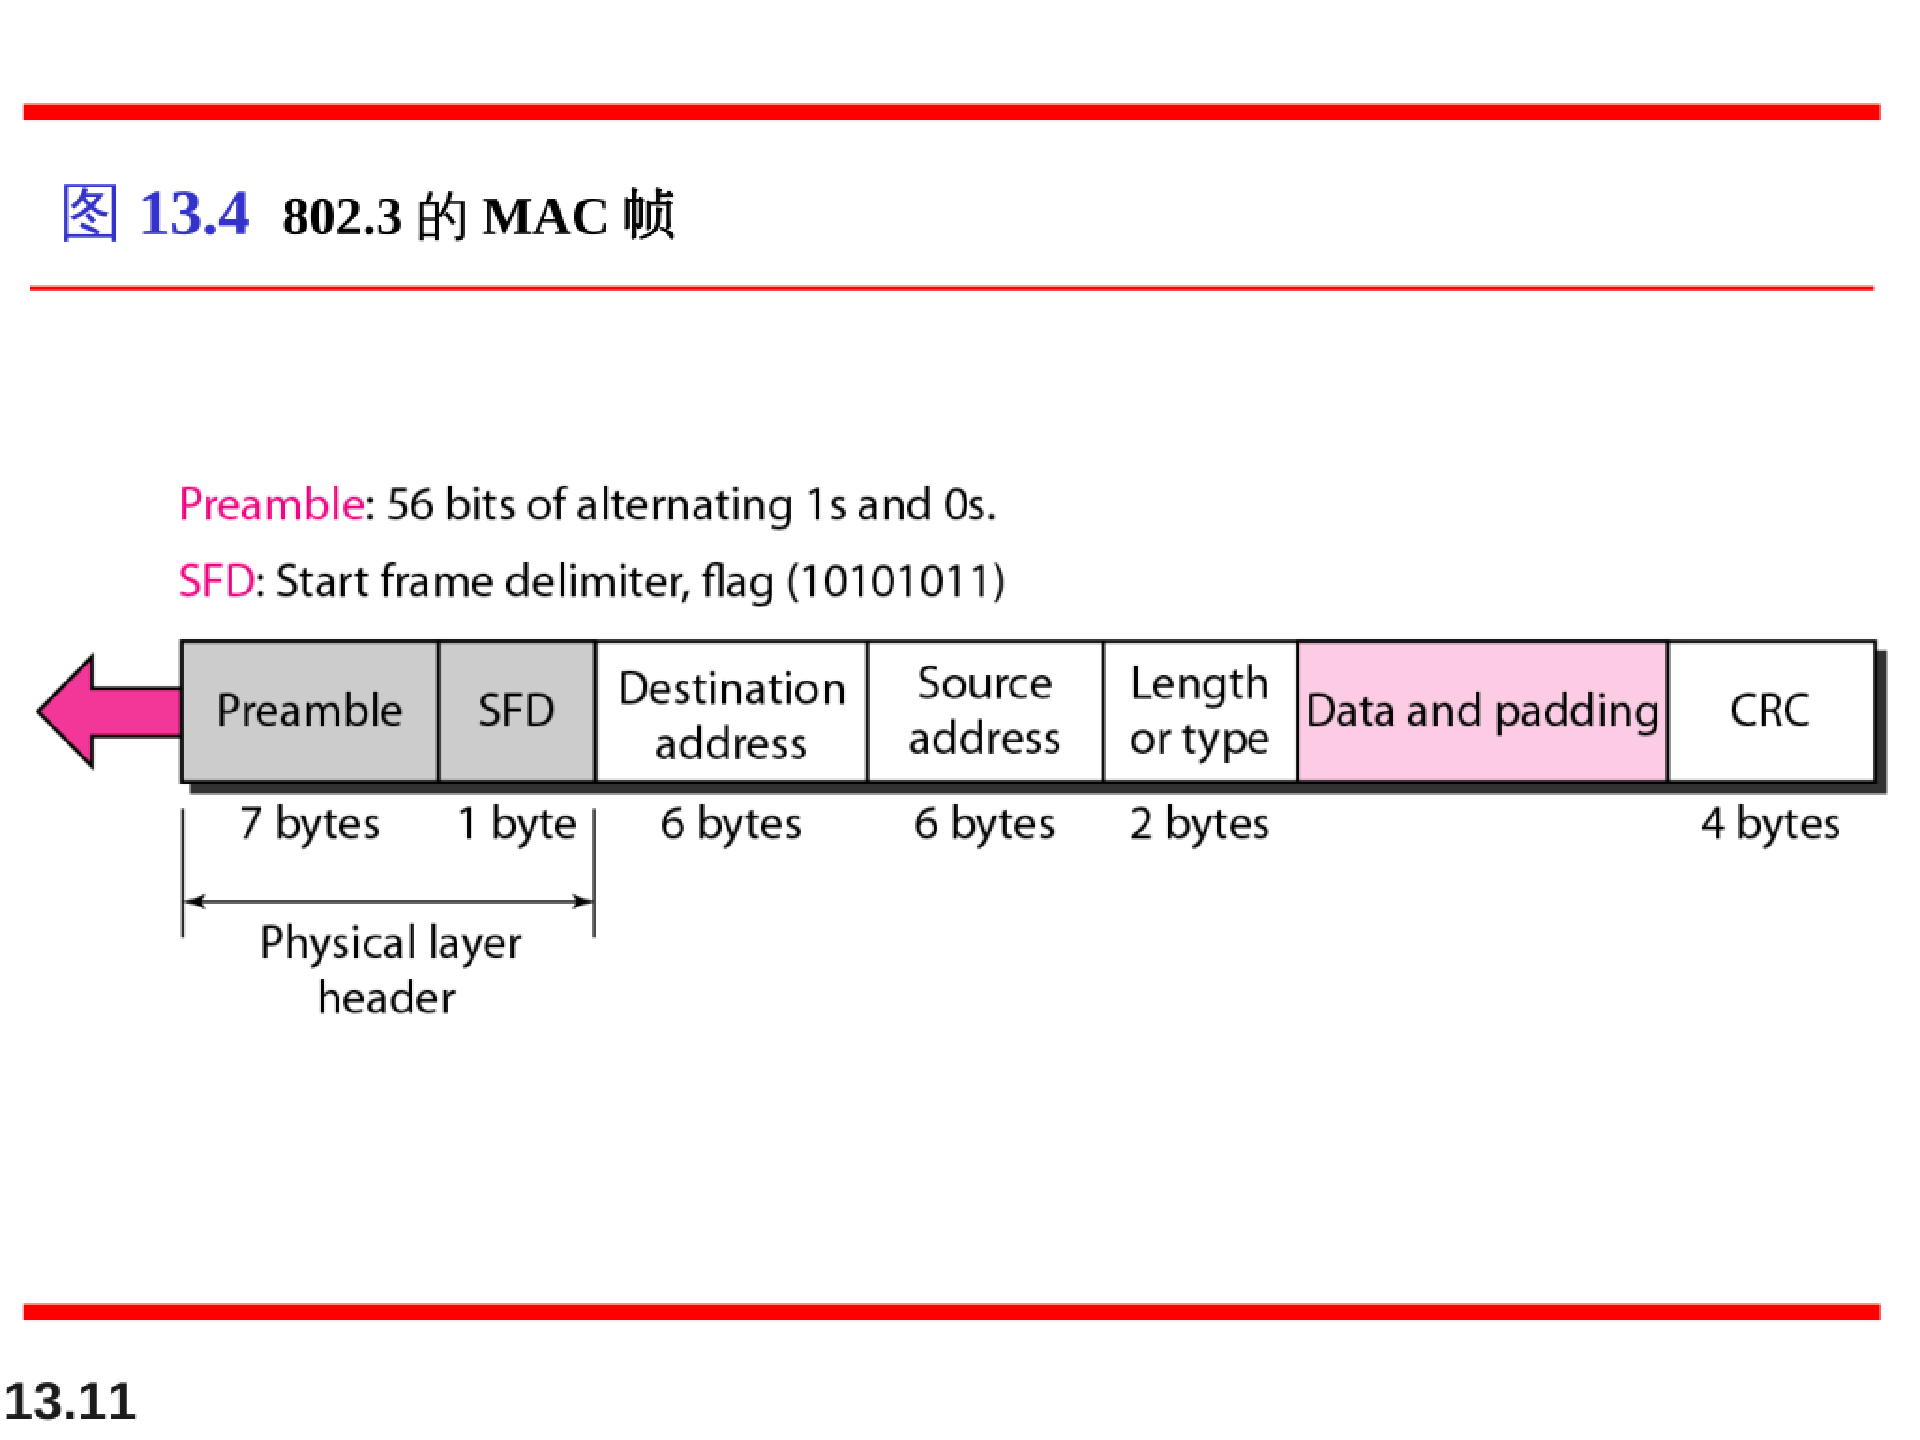 图 13.4 802.3 的 MAC 帧
Preamble: 56 bits of alternating 1s and 0s.
SFD: Start frame delimiter, flag (10101011)
Preamble
SFD
Destination
address
Source
address
Length
or type
Data and padding
CRC
7 bytes
1 byte
6 bytes
6 bytes
2 bytes
4 bytes
Physical layer
header
13.11